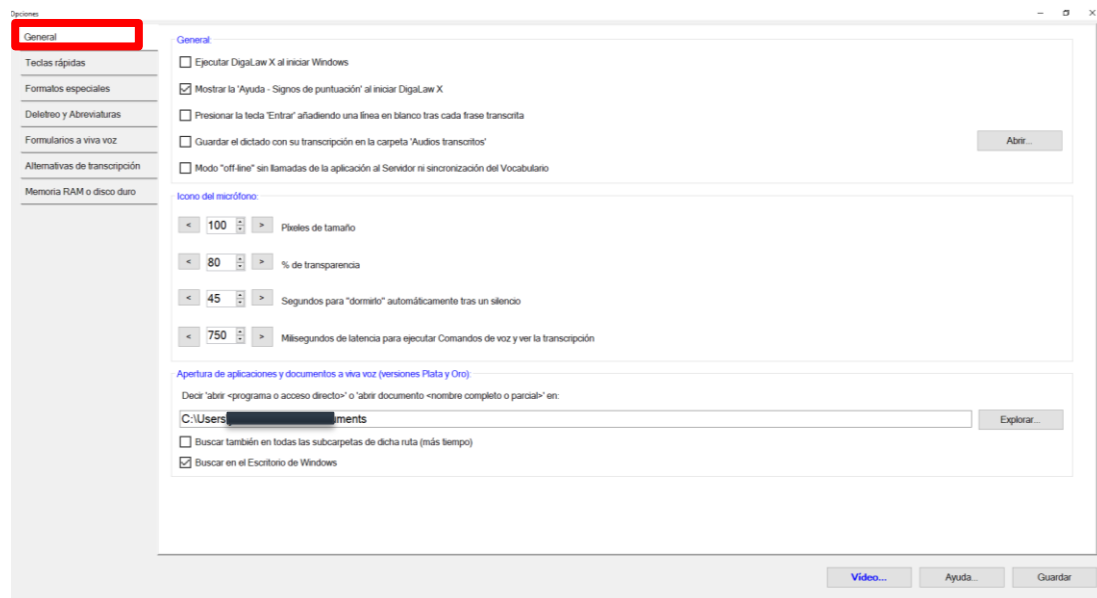 Opciones
General
Teclas rápidas
Formatos especiales
Deletreo y Abreviaturas
Formularios a viva voz
Alternativas de transcripción
Memoria RAM o disco duro
General:
Ejecutar DigaLaw X al iniciar Windows
Mostrar la 'Ayuda - Signos de puntuación' al iniciar DigaLaw X
Presionar la tecla 'Entrar' añadiendo una línea en blanco tras cada frase transcrita
Guardar el dictado con su transcripción en la carpeta 'Audios transcritos'
Abrir...
Modo "off-line" sin llamadas de la aplicación al Servidor ni sincronización del Vocabulario
Icono del micrófono:
< 100 > Píxeles de tamaño
< 80 > % de transparencia
< 45 > Segundos para "dormirlo" automáticamente tras un silencio
< 750 > Milisegundos de latencia para ejecutar Comandos de voz y ver la transcripción
Apertura de aplicaciones y documentos a viva voz (versiones Plata y Oro):
Decir 'abrir <programa o acceso directo>' o 'abrir documento <nombre completo o parcial>' en:
C:\Users iments
Explorar...
Buscar también en todas las subcarpetas de dicha ruta (más tiempo)
Buscar en el Escritorio de Windows
Vídeo...
Ayuda...
Guardar